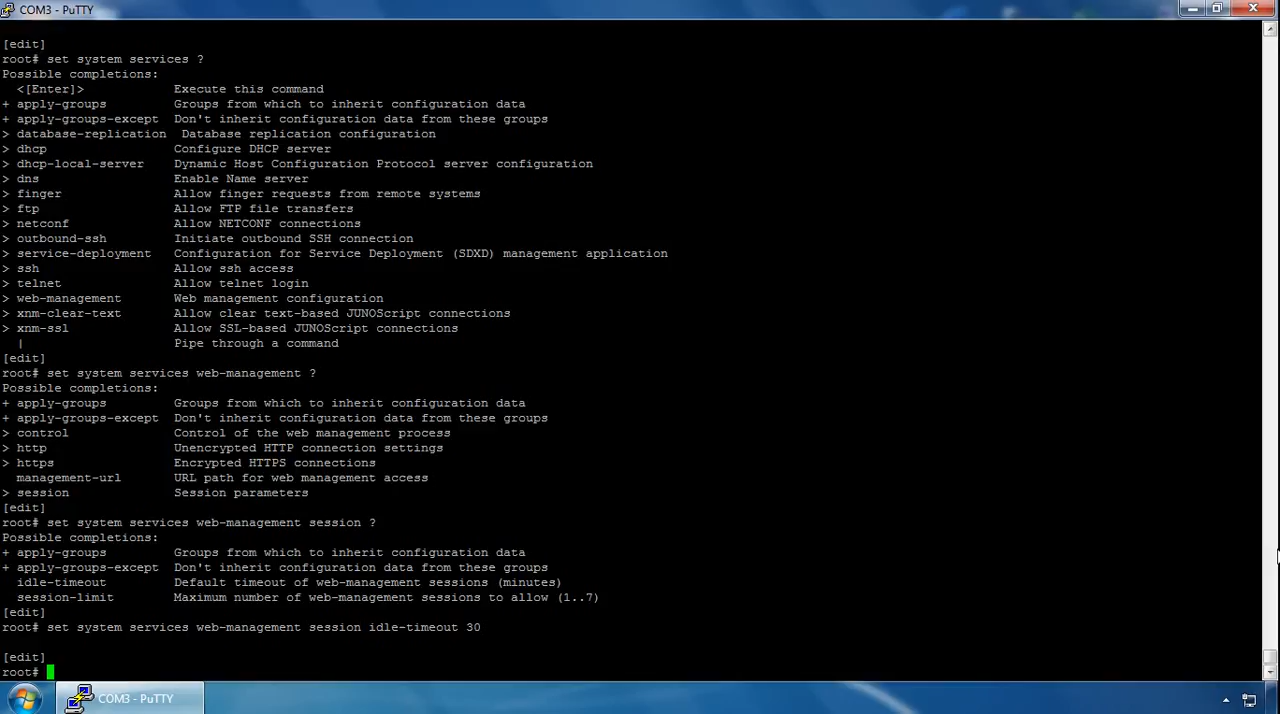 COM3 - PuTTY
[edit]
root# set system services ?
Possible completions:
  <[Enter]>            Execute this command
+ apply-groups         Groups from which to inherit configuration data
+ apply-groups-except  Don't inherit configuration data from these groups
> database-replication  Database replication configuration
> dhcp                 Configure DHCP server
> dhcp-local-server    Dynamic Host Configuration Protocol server configuration
> dns                  Enable Name server
> finger               Allow finger requests from remote systems
> ftp                  Allow FTP file transfers
> netconf              Allow NETCONF connections
> outbound-ssh         Initiate outbound SSH connection
> service-deployment   Configuration for Service Deployment (SDXD) management application
> ssh                  Allow ssh access
> telnet               Allow telnet login
> web-management       Web management configuration
> xnm-clear-text       Allow clear text-based JUNOScript connections
> xnm-ssl              Allow SSL-based JUNOScript connections
  |                    Pipe through a command
[edit]
root# set system services web-management ?
Possible completions:
+ apply-groups         Groups from which to inherit configuration data
+ apply-groups-except  Don't inherit configuration data from these groups
> control              Control of the web management process
> http                 Unencrypted HTTP connection settings
> https                Encrypted HTTPS connections
  management-url       URL path for web management access
> session              Session parameters
[edit]
root# set system services web-management session ?
Possible completions:
+ apply-groups         Groups from which to inherit configuration data
+ apply-groups-except  Don't inherit configuration data from these groups
  idle-timeout         Default timeout of web-management sessions (minutes)
  session-limit        Maximum number of web-management sessions to allow (1..7)
[edit]
root# set system services web-management session idle-timeout 30
[edit]
root#
COM3 - PuTTY